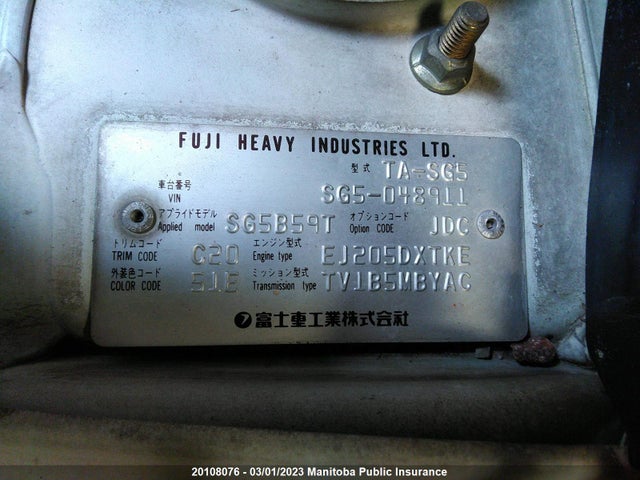 FUJI HEAVY INDUSTRIES LTD.
型式 TA-SG5
車台番号 VIN SG5-048911
アプライドモデル Applied model SG5B59T オプションコード Option CODE JDC
トリムコード TRIM CODE C20 エンジン型式 Engine type EJ205DXTKE
外装色コード COLOR CODE 51E ミッション型式 Transmission type TV1B5MBYAC
富士重工業株式会社
20108076 - 03/01/2023 Manitoba Public Insurance